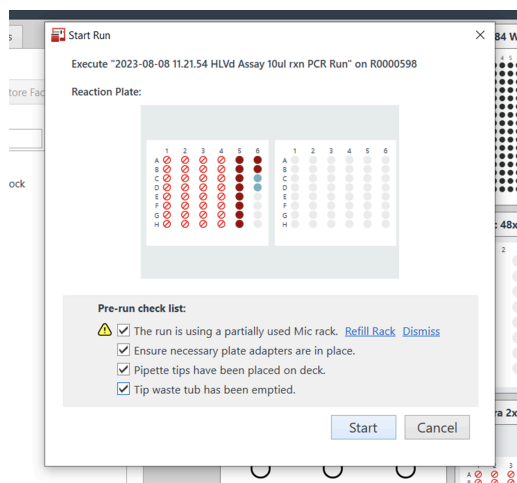 s
Start Run
84 W
4 5
Execute "2023-08-08 11.21.54 HLVd Assay 10ul rxn PCR Run" on R0000598
tore Fac
Reaction Plate:
1 2 3 4 5 6
A
B
C
D
E
F
G
H
1 2 3 4 5 6
A
B
C
D
E
F
G
H
ock
: 48x
2
Pre-run check list:
The run is using a partially used Mic rack. Refill Rack Dismiss
Ensure necessary plate adapters are in place.
Pipette tips have been placed on deck.
Tip waste tub has been emptied.
Start Cancel
ra 2x
1 2 3
A
B